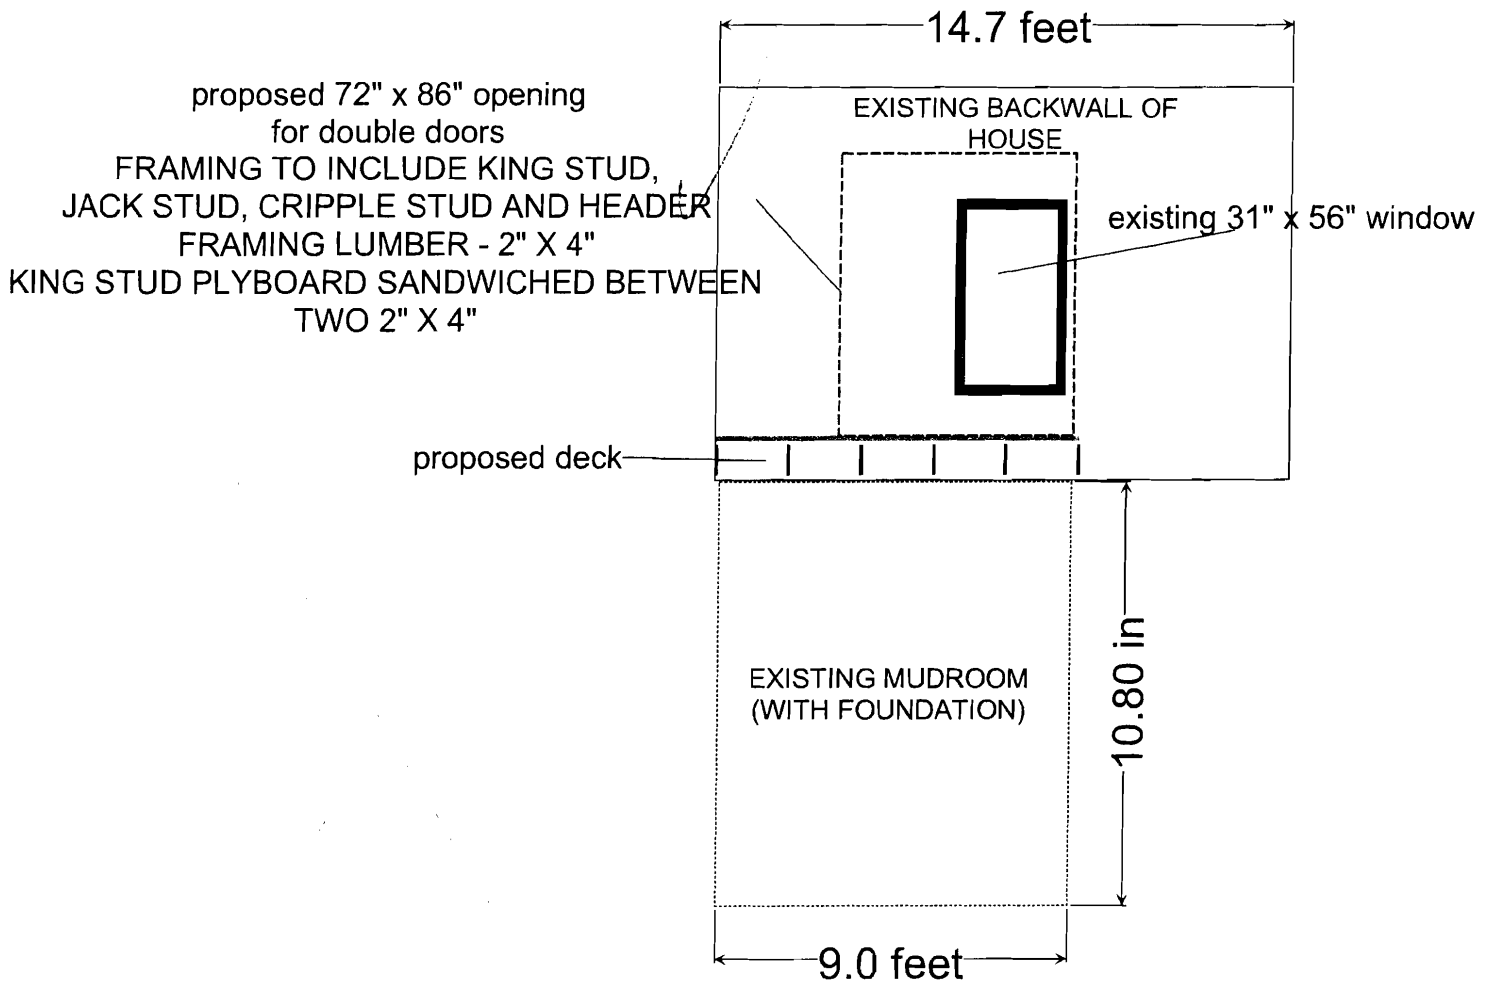 14.7 feet
proposed 72" x 86" opening
for double doors
FRAMING TO INCLUDE KING STUD,
JACK STUD, CRIPPLE STUD AND HEADER
FRAMING LUMBER - 2" X 4"
KING STUD PLYBOARD SANDWICHED BETWEEN
TWO 2" X 4"
EXISTING BACKWALL OF
HOUSE
existing 31" x 56" window
proposed deck
EXISTING MUDROOM
(WITH FOUNDATION)
10.80 in
9.0 feet